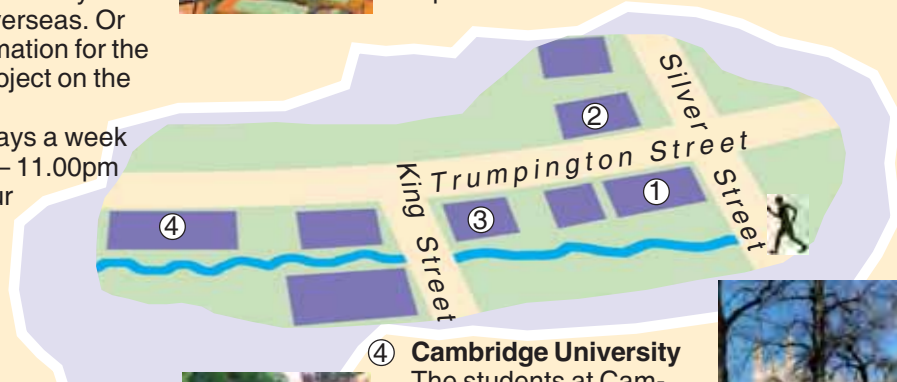 verseas. Or
mation for the
oject on the
ays a week
– 11.00pm
ur
Silver Street
Trumpington Street
King Street
①
②
③
④
④ Cambridge University
The students at Cam-